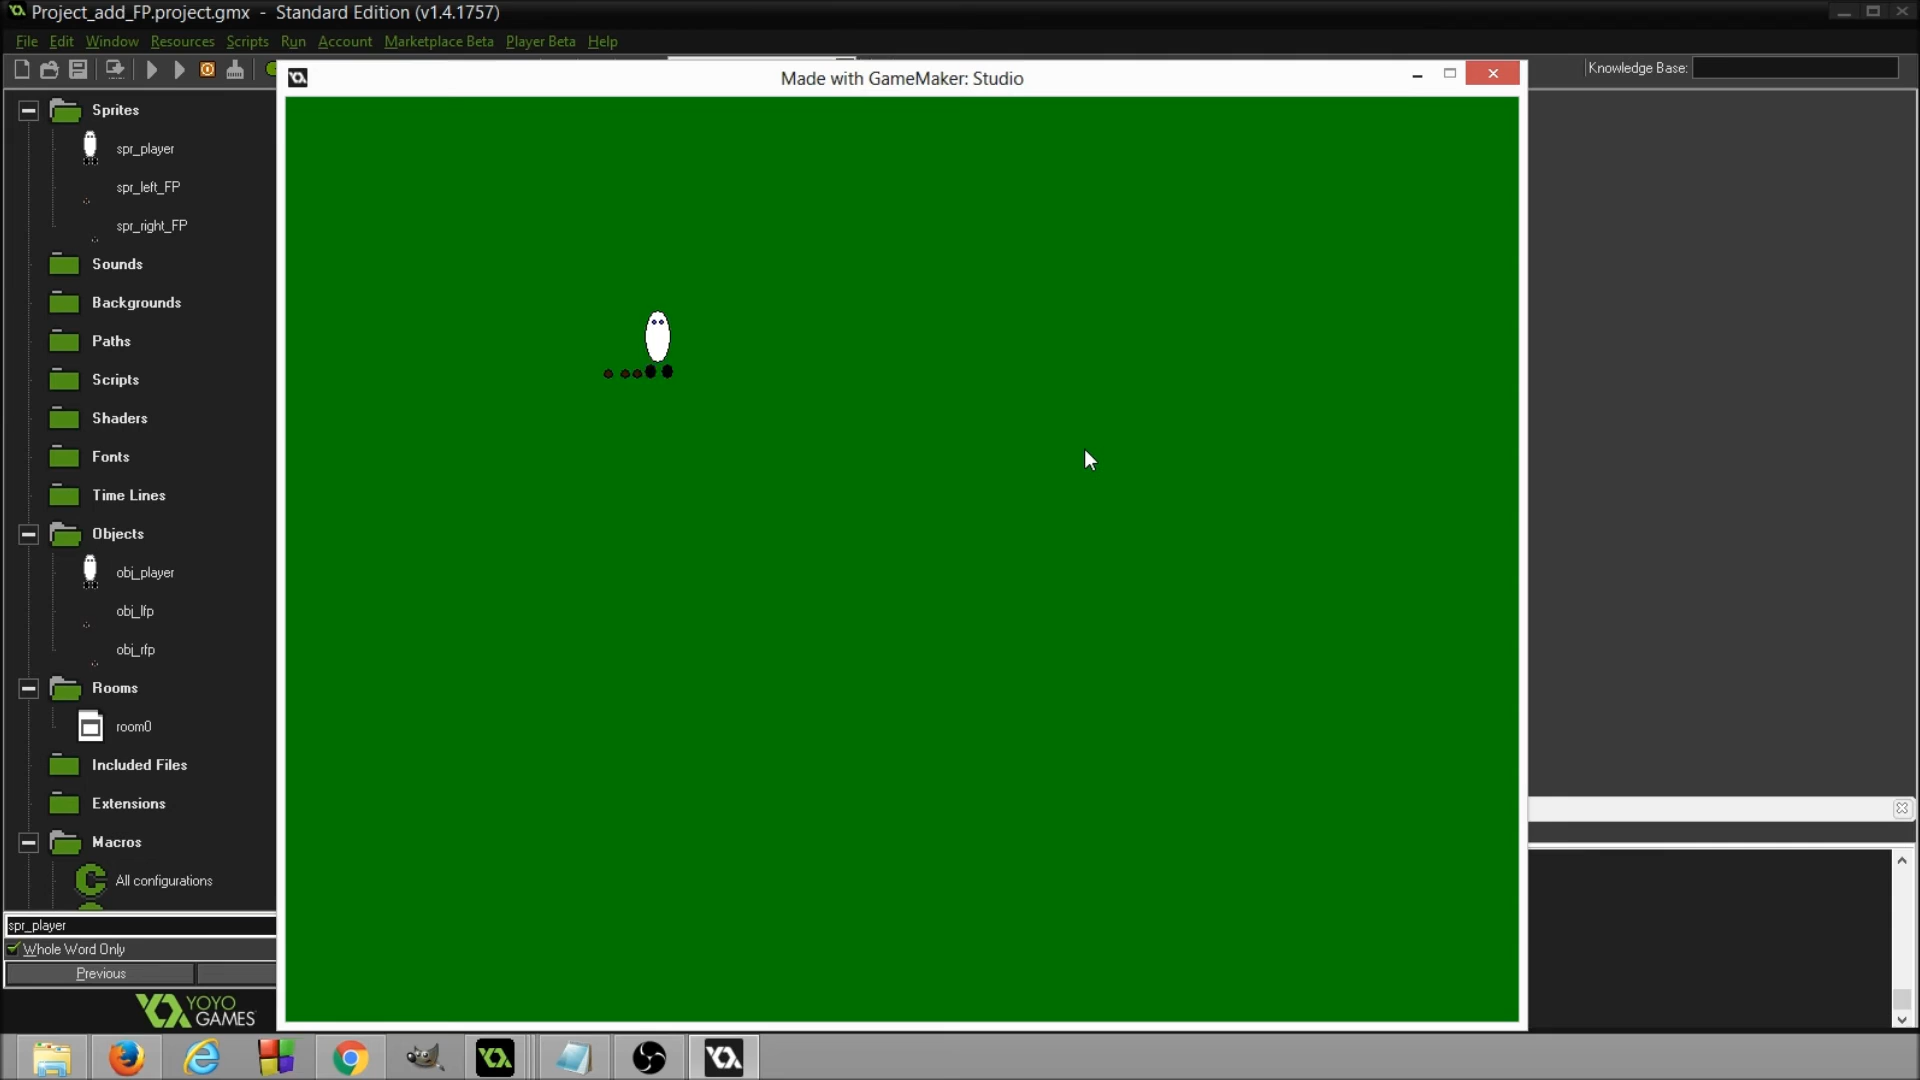 Project_add_FP.project.gmx - Standard Edition (v1.4.1757)
File Edit Window Resources Scripts Run Account Marketplace Beta Player Beta Help
Knowledge Base:
Made with GameMaker: Studio
Sprites
spr_player
spr_left_FP
spr_right_FP
Sounds
Backgrounds
Paths
Scripts
Shaders
Fonts
Time Lines
Objects
obj_player
obj_lfp
obj_rfp
Rooms
room0
Included Files
Extensions
Macros
All configurations
spr_player
Whole Word Only
Previous
YOYO
GAMES